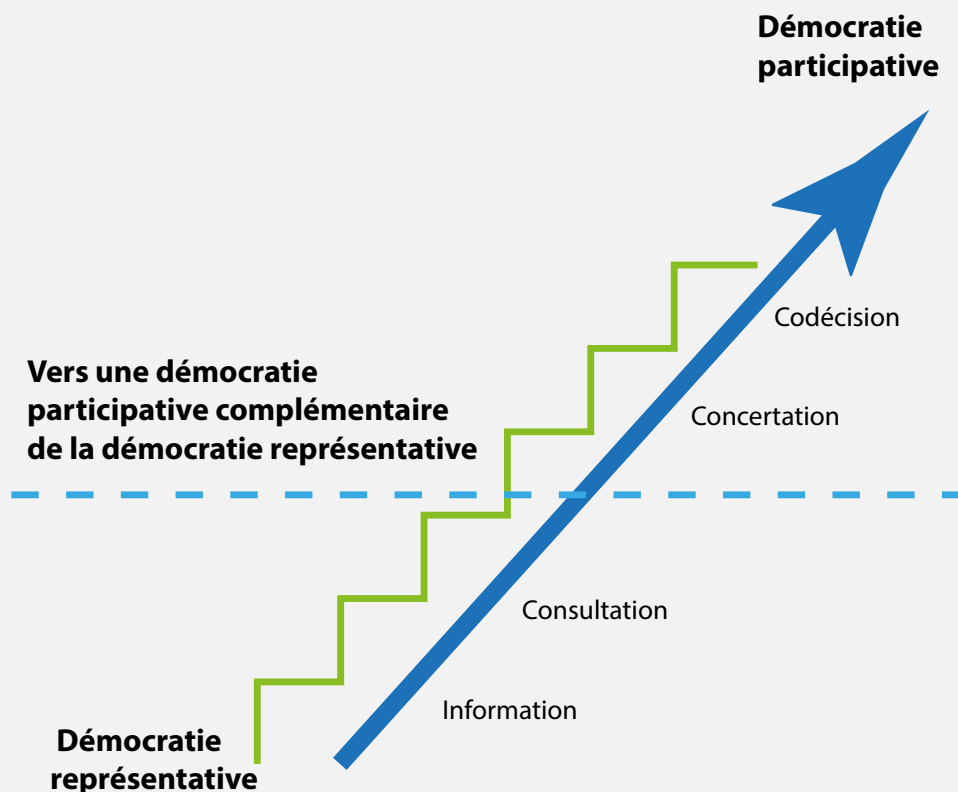 Démocratie
participative
Codécision
Vers une démocratie
participative complémentaire
de la démocratie représentative
Concertation
Consultation
Information
Démocratie
représentative